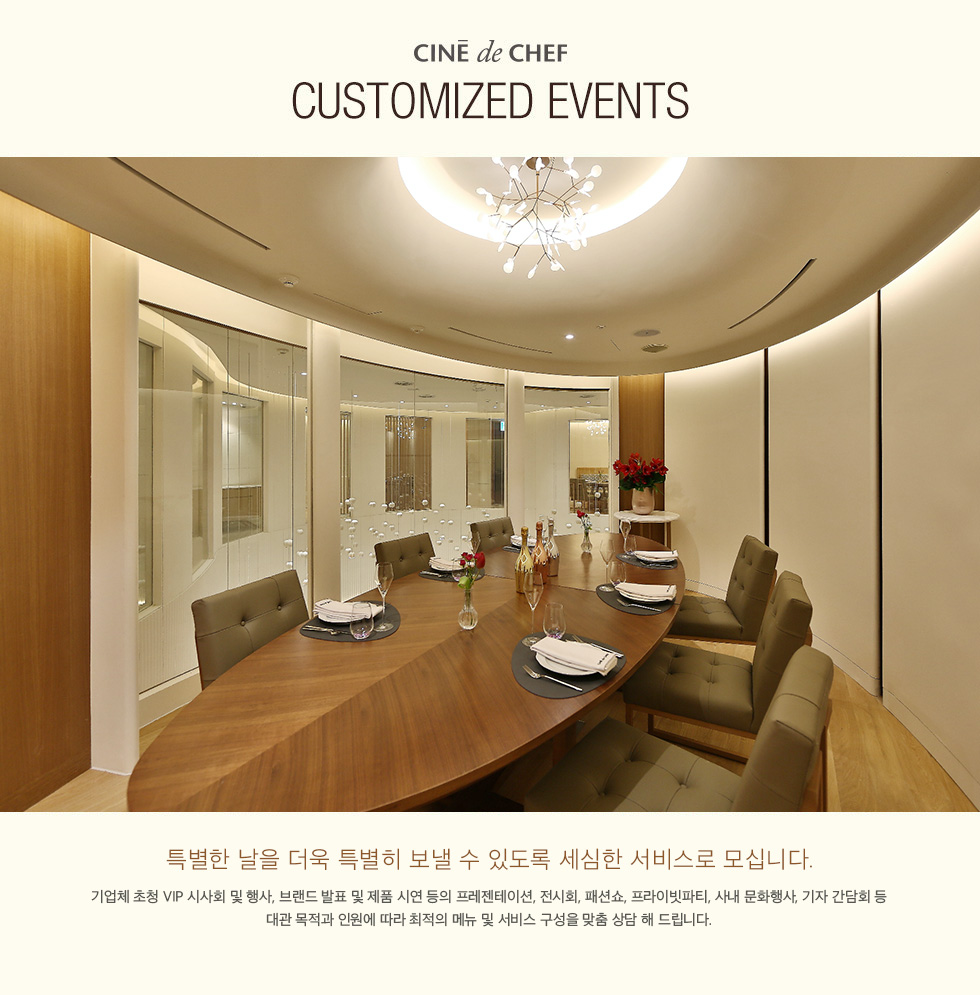 CINĒ de CHEF
CUSTOMIZED EVENTS
특별한 날을 더욱 특별히 보낼 수 있도록 세심한 서비스로 모십니다.
기업체 초청 VIP 시사회 및 행사, 브랜드 발표 및 제품 시연 등의 프레젠테이션, 전시회, 패션쇼, 프라이빗파티, 사내 문화행사, 기자 간담회 등
대관 목적과 인원에 따라 최적의 메뉴 및 서비스 구성을 맞춤 상담 해 드립니다.